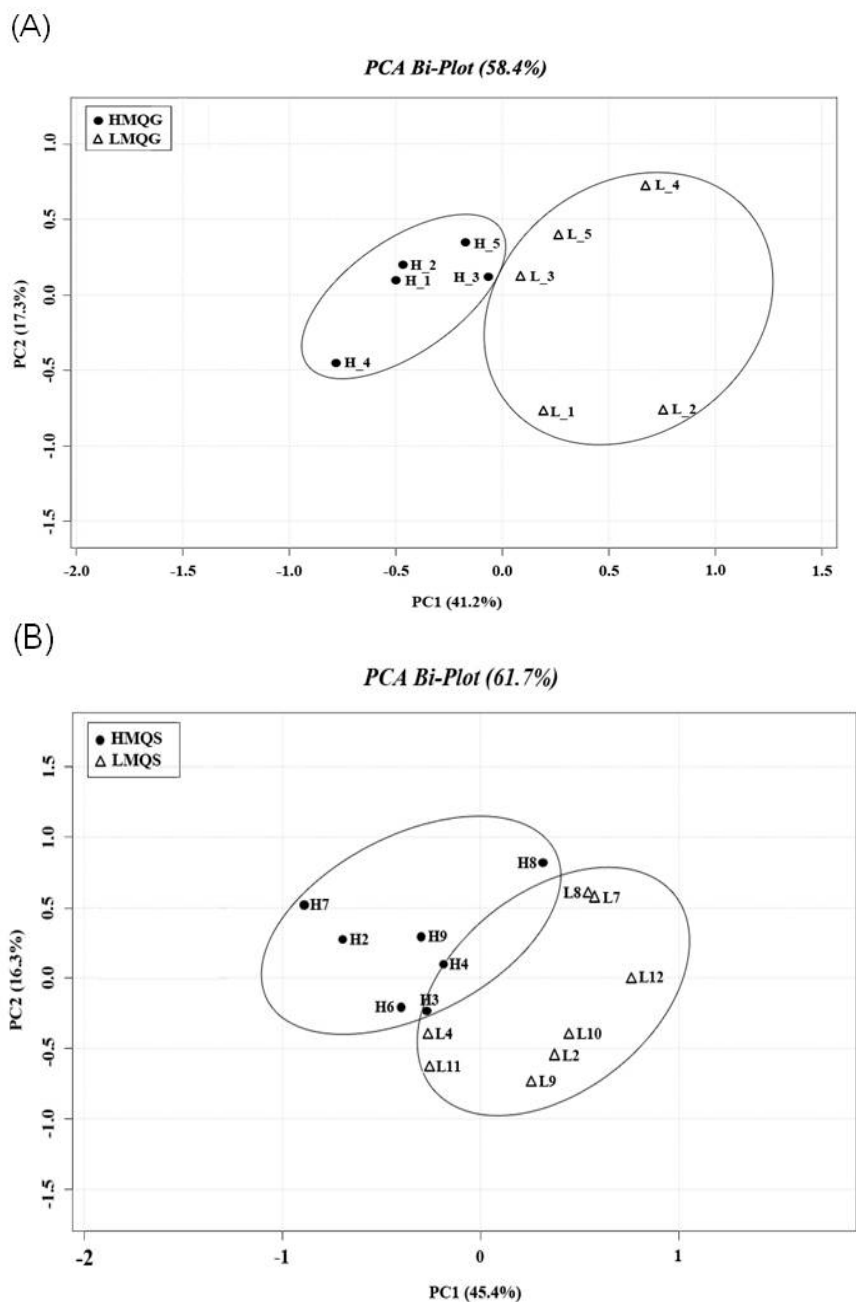 (A)
PCA Bi-Plot (58.4%)
● HMQG
△ LMQG
1.0
0.5
0.0
-0.5
-1.0
-1.5
PC2 (17.3%)
L_4
L_5
H_5
H_2
H_3
L_3
H_1
H_4
L_1
L_2
-2.0 -1.5 -1.0 -0.5 0.0 0.5 1.0 1.5
PC1 (41.2%)
(B)
PCA Bi-Plot (61.7%)
● HMQS
△ LMQS
1.5
1.0
0.5
0.0
-0.5
-1.0
-1.5
PC2 (16.3%)
H8
L8 L7
H7
H2
H9
H4
L12
H6
H3
L4
L10
L2
L11
L9
-2 -1 0 1
PC1 (45.4%)